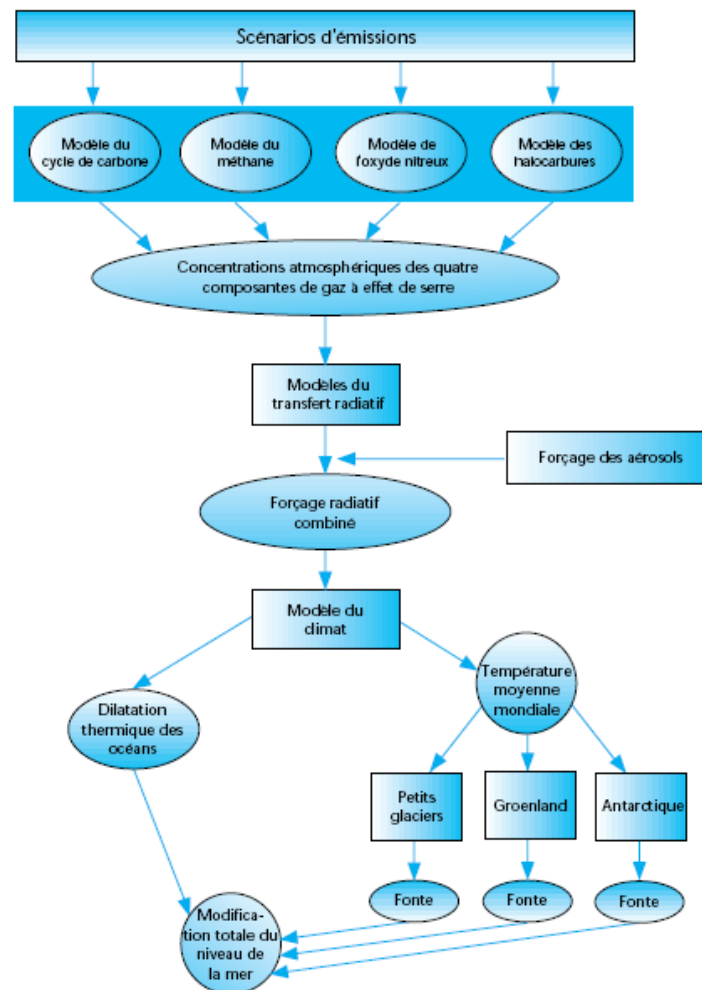 Scénarios d'émissions
Modèle du
cycle de carbone
Modèle du
méthane
Modèle de
foxyde nitreux
Modèle des
halocarbures
Concentrations atmosphériques des quatre
composantes de gaz à effet de serre
Modèles du
transfert radiatif
Forçage des aérosols
Forçage radiatif
combiné
Modèle du
climat
Température
moyenne
mondiale
Dilatation
thermique des
océans
Petits
glaciers
Groenland
Antarctique
Fonte
Fonte
Fonte
Modifica-
tion totale du
niveau de
la mer